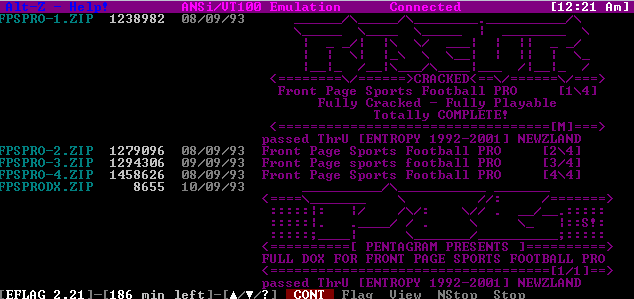 Alt-Z - Help! ANSi/VT100 Emulation Connected [12:21 Am]
FPSPRO-1.ZIP 1238982 08/09/93
<=======>CRACKED<=======>
Front Page Sports Football PRO [1\4]
Fully Cracked - Fully Playable
Totally COMPLETE!
[M]
passed ThrU [ENTROPY 1992-2001] NEWZLAND
FPSPRO-2.ZIP 1279096 08/09/93 Front Page Sports Football PRO [2\4]
FPSPRO-3.ZIP 1294306 09/09/93 Front Page Sports football PRO [3/4]
FPSPRO-4.ZIP 1458626 10/09/93 Front Page Sports Football PRO [4\4]
FPSPRODX.ZIP 8655 10/09/93
[ PENTAGRAM PRESENTS ]
FULL DOX FOR FRONT PAGE SPORTS FOOTBALL PRO
[1/1]
passed ThrU [ENTROPY 1992-2001] NEWZLAND
[EFLAG 2.21]-[186 min left]-[▲/▼/?] CONT Flag View NStop Stop